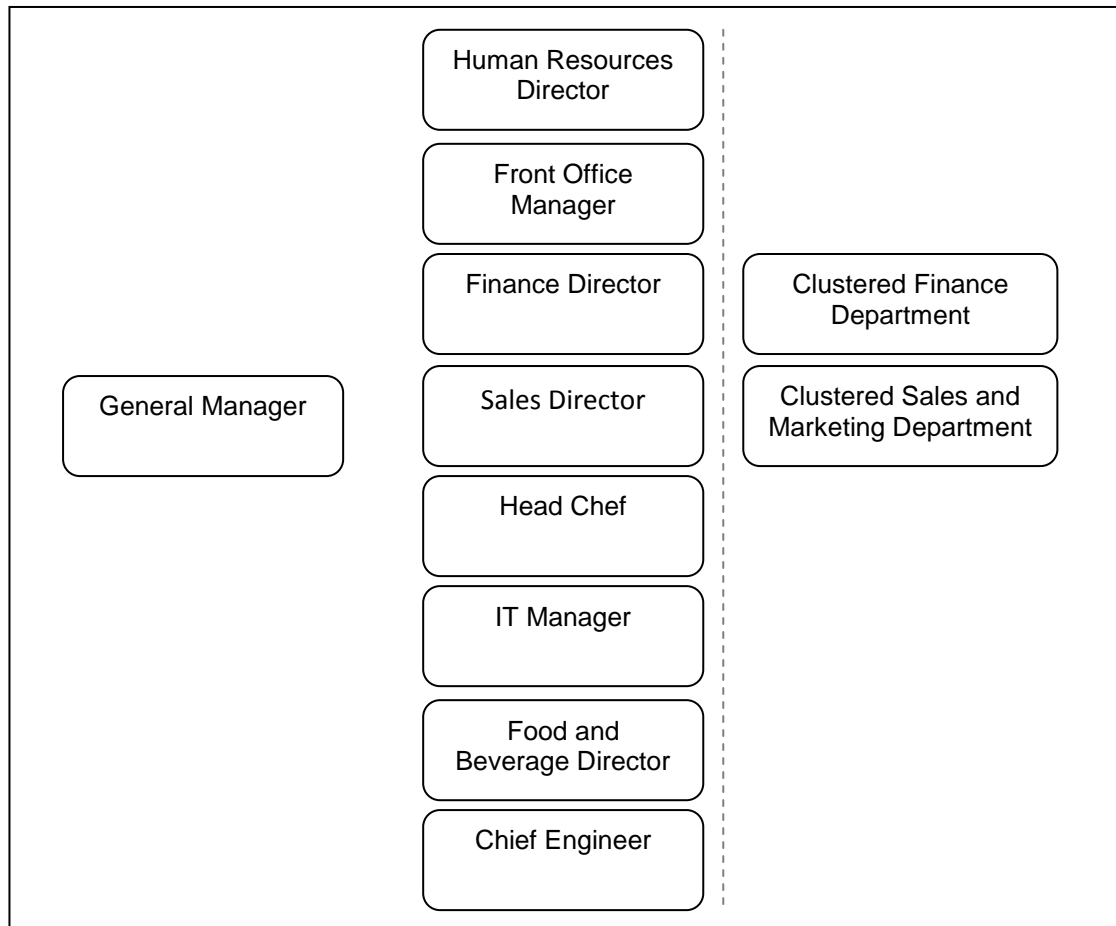 Human Resources
Director
Front Office
Manager
Finance Director
Clustered Finance
Department
General Manager
Sales Director
Clustered Sales and
Marketing Department
Head Chef
IT Manager
Food and
Beverage Director
Chief Engineer